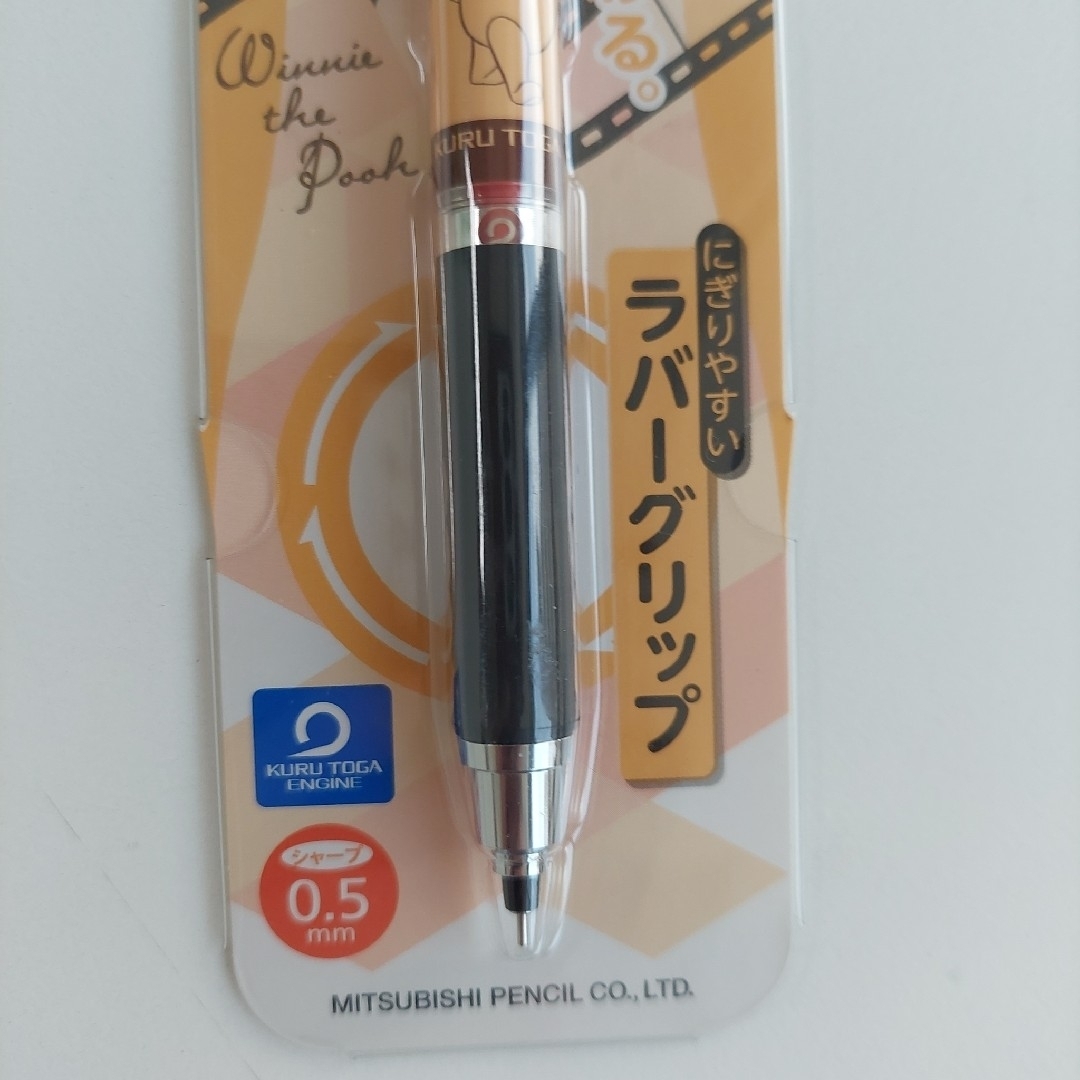 Winnie
the
Pooh
る。
KURU TOGA
にぎりやすい
ラバーグリップ
KURU TOGA
ENGINE
シャープ
0.5
mm
MITSUBISHI PENCIL CO., LTD.